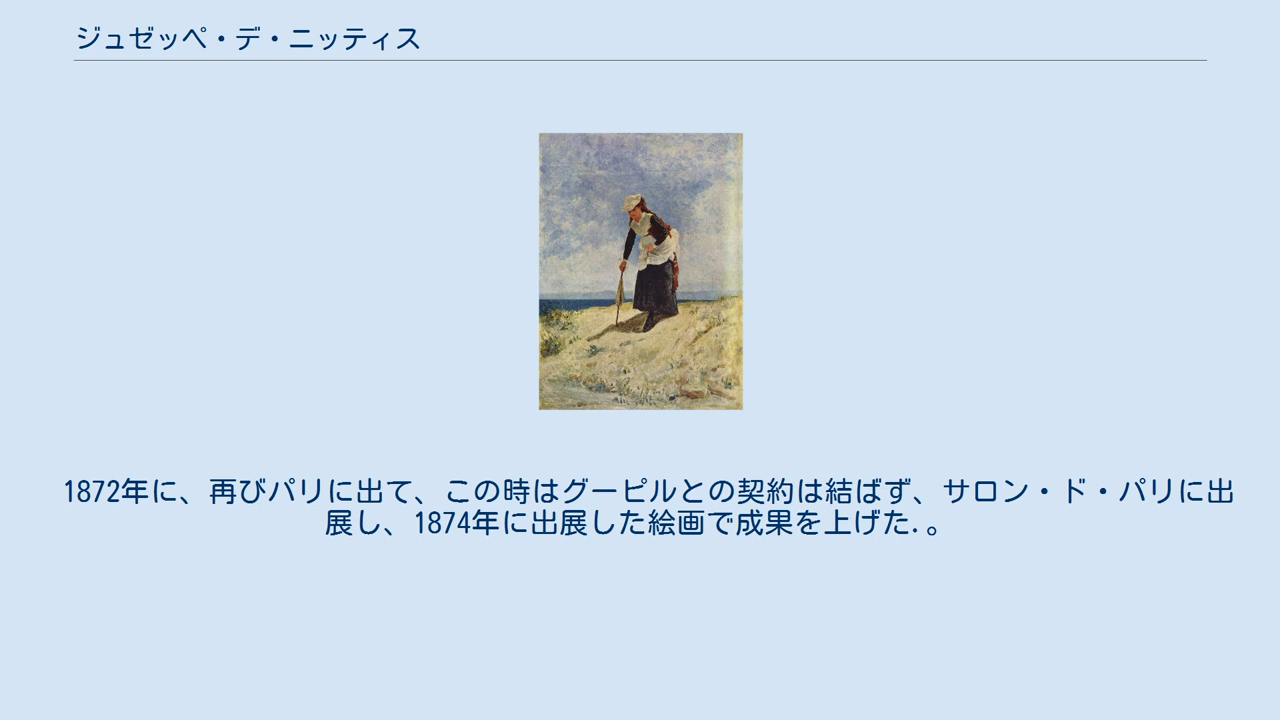 ジュゼッペ・デ・ニッティス
1872年に、再びパリに出て、この時はグーピルとの契約は結ばず、サロン・ド・パリに出
展し、1874年に出展した絵画で成果を上げた.。